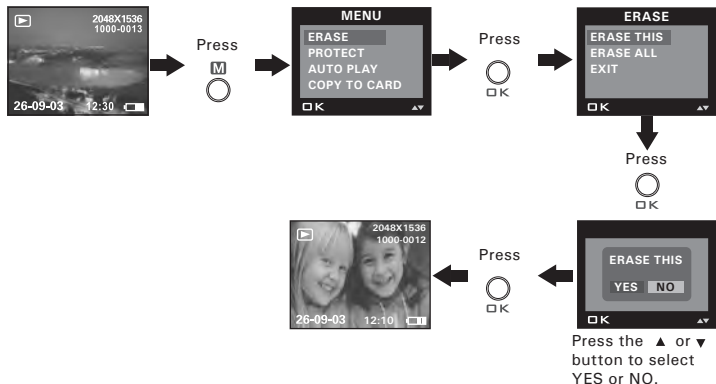 2048X1536
1000-0013
26-09-03 12:30
Press
M
MENU
ERASE
PROTECT
AUTO PLAY
COPY TO CARD
OK ▲▼
Press
OK
ERASE
ERASE THIS
ERASE ALL
EXIT
OK ▲▼
Press
OK
ERASE THIS
YES NO
OK ▲▼
Press the ▲ or ▼
button to select
YES or NO.
Press
OK
2048X1536
1000-0012
26-09-03 12:10